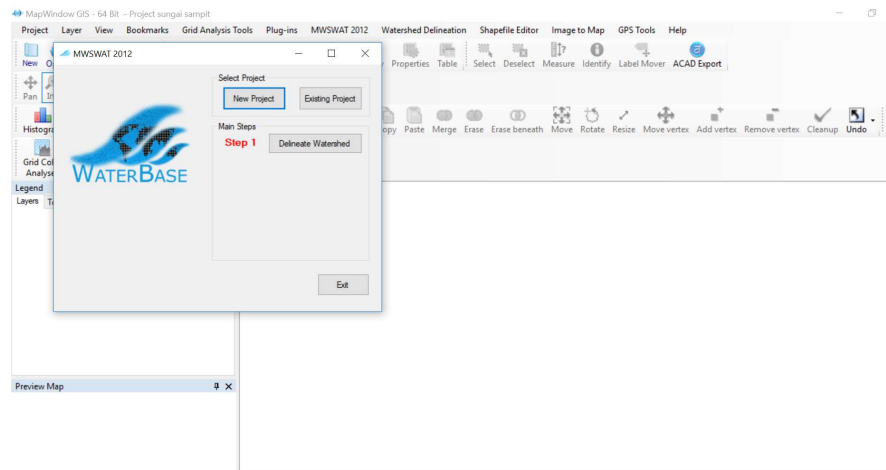 MapWindow GIS - 64 Bit - Project sungai sampit
Project Layer View Bookmarks Grid Analysis Tools Plug-ins MWSWAT 2012 Watershed Delineation Shapefile Editor Image to Map GPS Tools Help
MWSWAT 2012
New Properties Table Select Deselect Measure Identify Label Mover ACAD Export
Pan
Select Project
New Project Existing Project
Paste Merge Erase Erase beneath Move Rotate Resize Move vertex Add vertex Remove vertex Cleanup Undo
Main Steps
Step 1 Delineate Watershed
WATERBASE
Grid
Legend
Layers
Exit
Preview Map